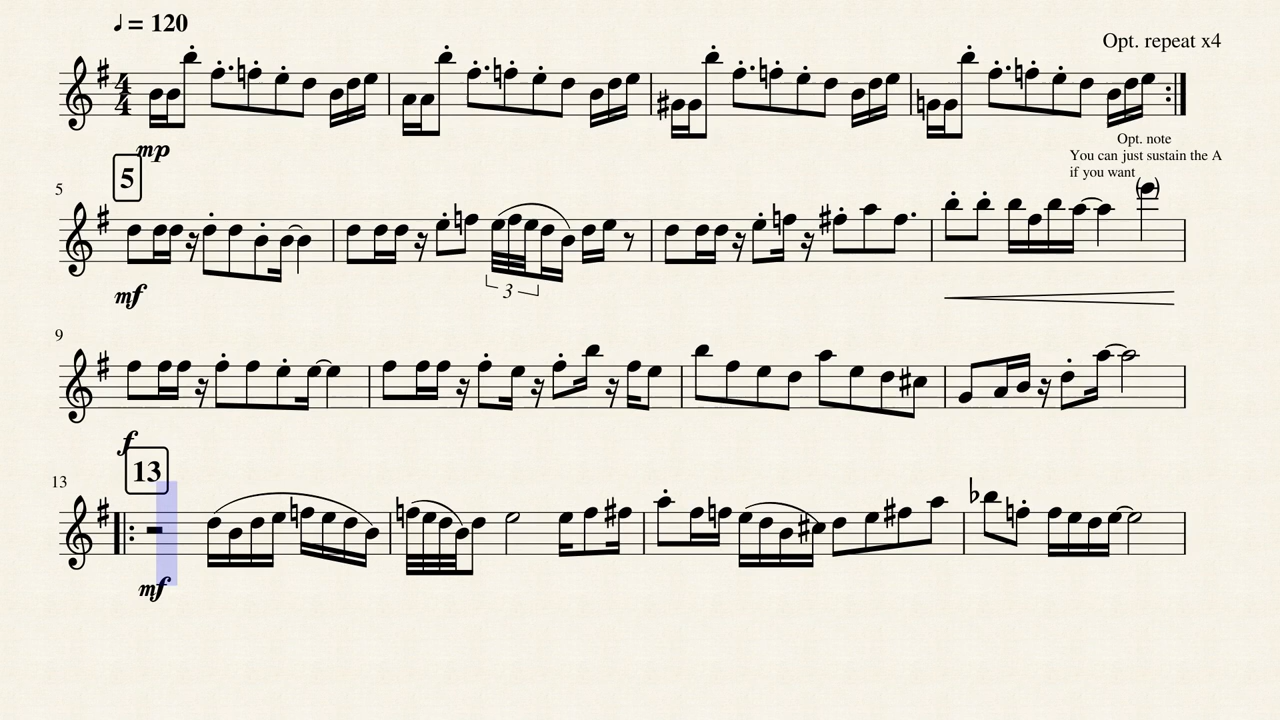 ♩ = 120
Opt. repeat x4
4
4
mp
Opt. note
You can just sustain the A
if you want
5
5
mf
3
9
f
13
13
mf